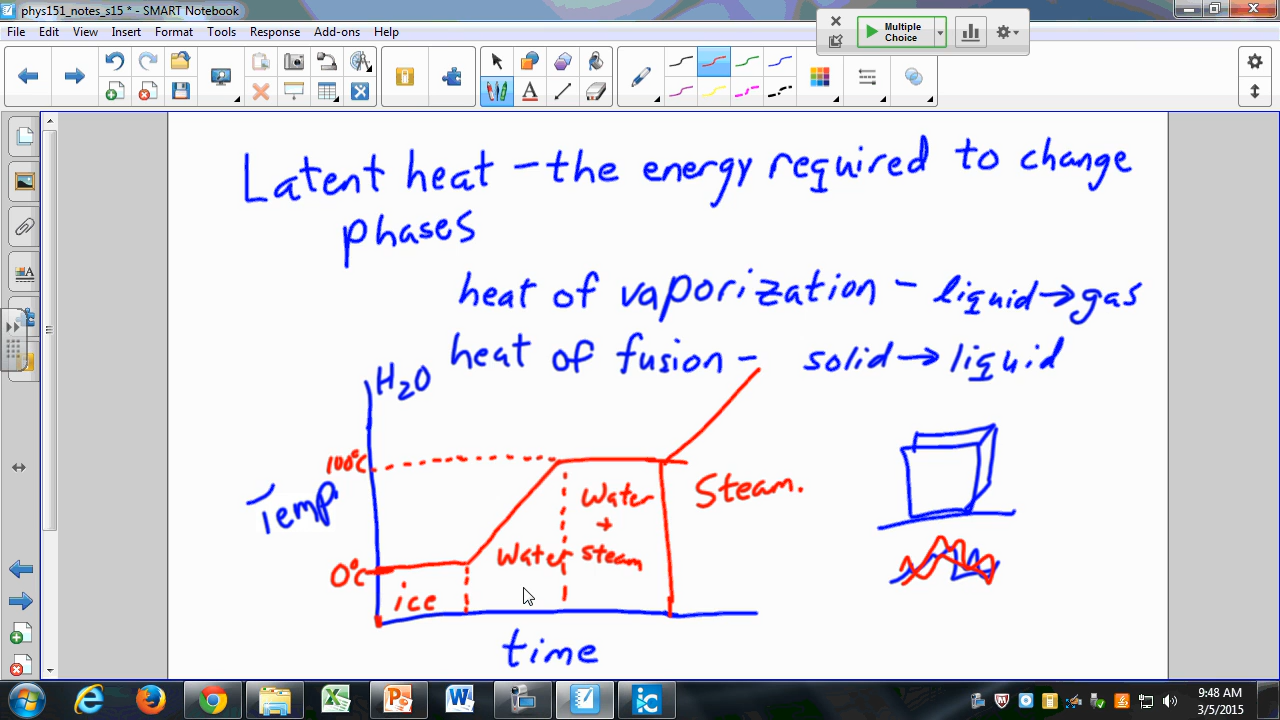 phys151_notes_s15 * - SMART Notebook
File Edit View Insert Format Tools Response Add-ons Help
Multiple
Choice
Latent heat - the energy required to change
phases
heat of vaporization - liquid → gas
heat of fusion - solid → liquid
H2O
100°C
Temp.
0°C
ice
Water
Water
+
steam
Steam.
time
9:48 AM
3/5/2015